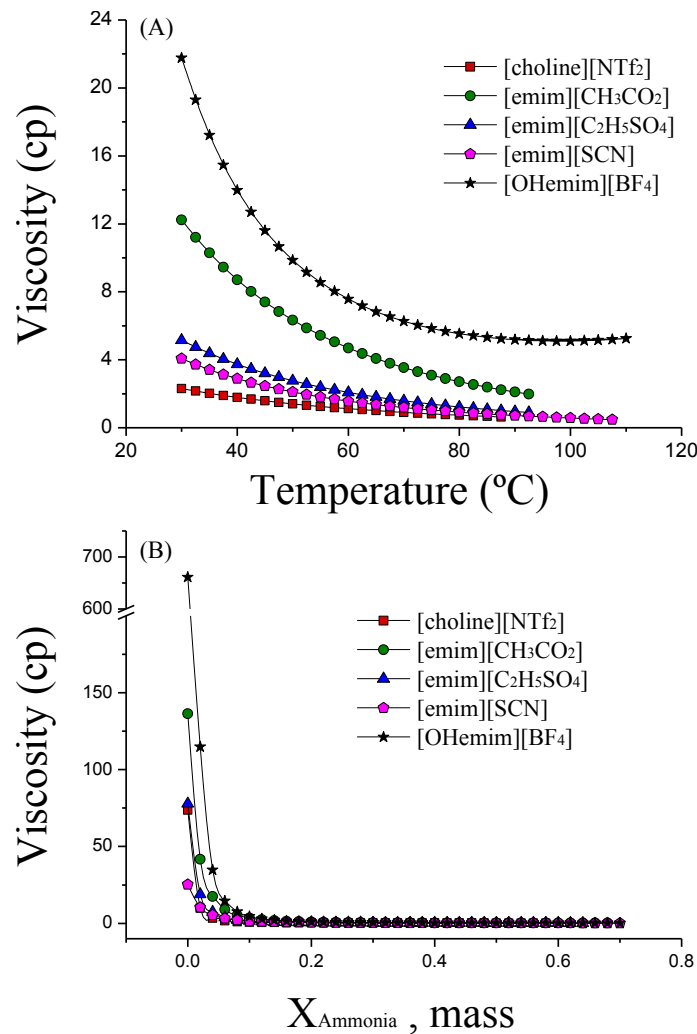 (A)
[choline][NTf₂]
[emim][CH₃CO₂]
[emim][C₂H₅SO₄]
[emim][SCN]
[OHemim][BF₄]
Viscosity (cp)
24
20
16
12
8
4
0
20 40 60 80 100 120
Temperature (ºC)
(B)
[choline][NTf₂]
[emim][CH₃CO₂]
[emim][C₂H₅SO₄]
[emim][SCN]
[OHemim][BF₄]
Viscosity (cp)
700
600
150
100
50
0
0.0 0.2 0.4 0.6 0.8
X Ammonia , mass